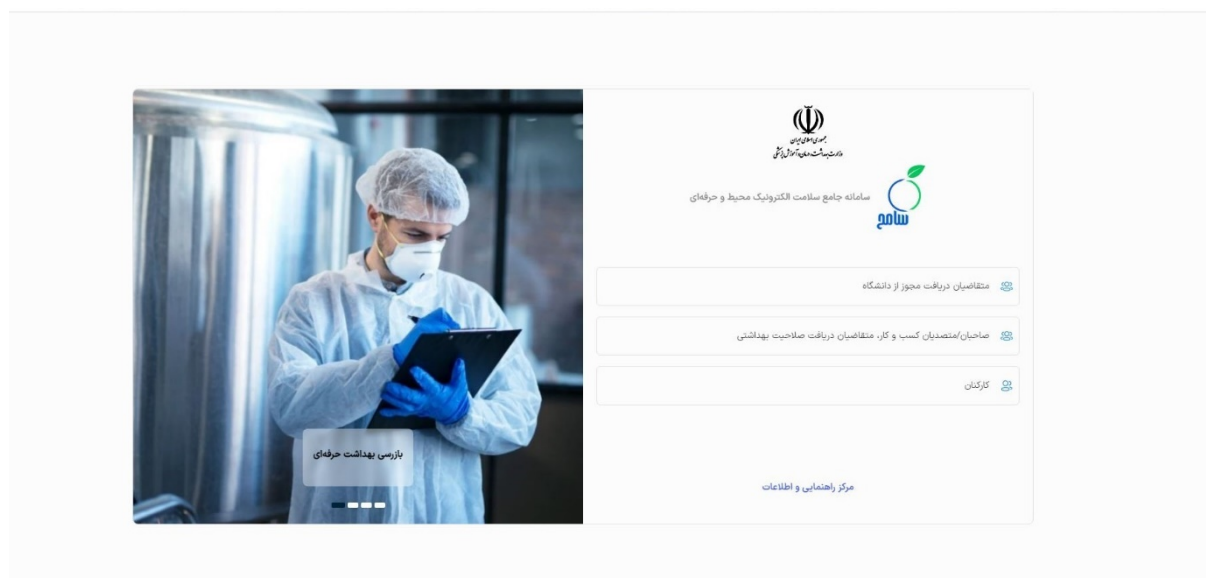 جمهوری اسلامی ایران
وزارت بهداشت، درمان و آموزش پزشکی
سامانه جامع سلامت الکترونیک محیط و حرفه‌ای
سامح
متقاضیان دریافت مجوز از دانشگاه
صاحبان/متصدیان کسب و کار، متقاضیان دریافت صلاحیت بهداشتی
کارکنان
مرکز راهنمایی و اطلاعات
بازرسی بهداشت حرفه‌ای